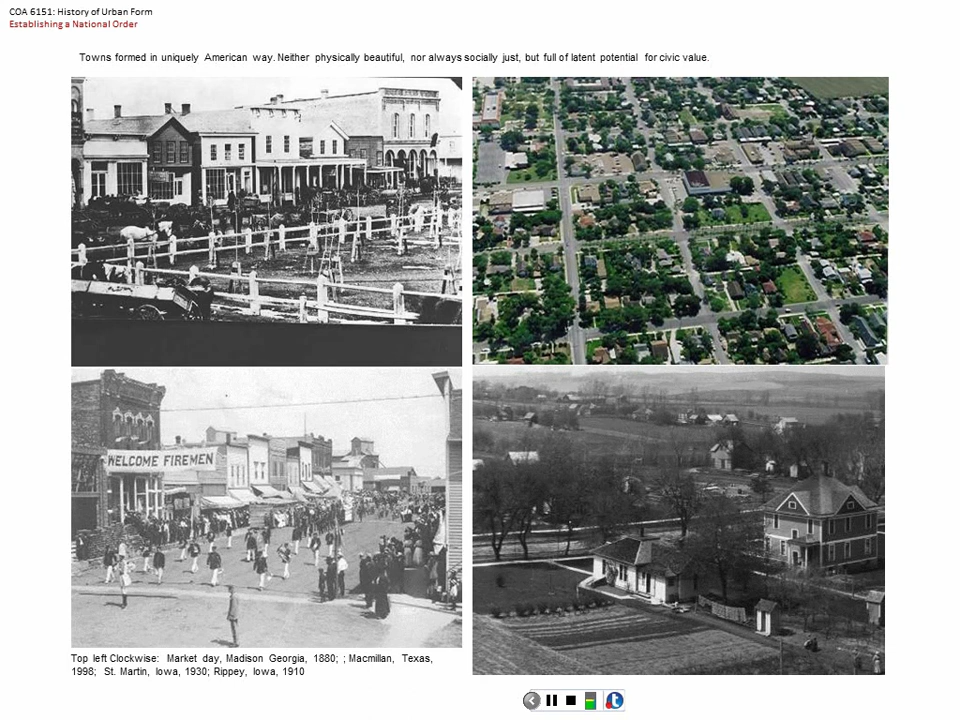 COA 6151: History of Urban Form
Establishing a National Order
Towns formed in uniquely American way. Neither physically beautiful, nor always socially just, but full of latent potential for civic value.
WELCOME FIREMEN
Top left Clockwise: Market day, Madison Georgia, 1880; ; Macmillan, Texas,
1998; St. Martin, Iowa, 1930; Rippey, Iowa, 1910